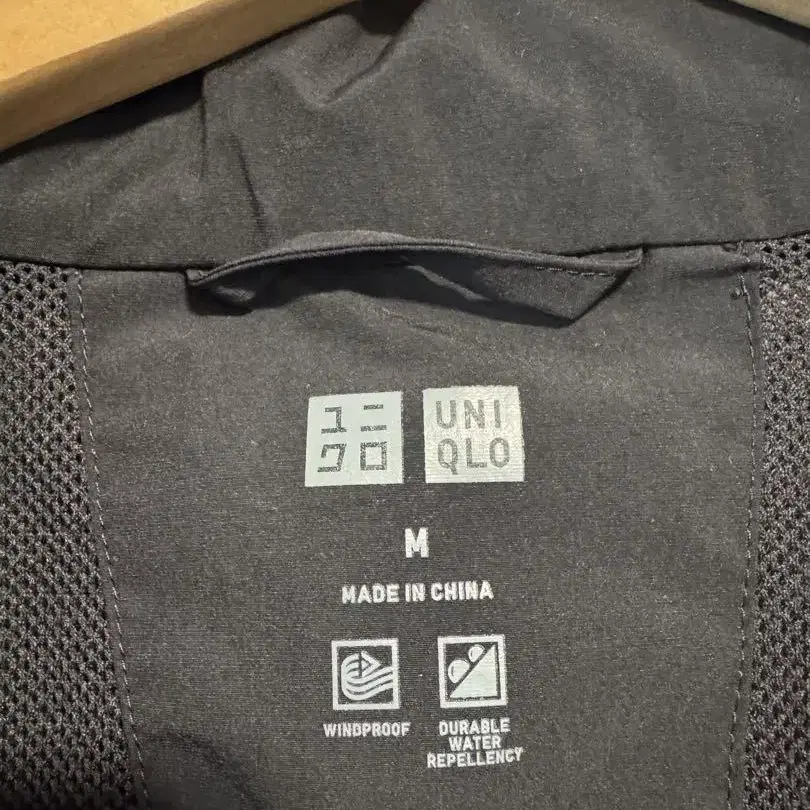 ユニ
クロ
UNI
QLO
M
MADE IN CHINA
WINDPROOF
DURABLE
WATER
REPELLENCY